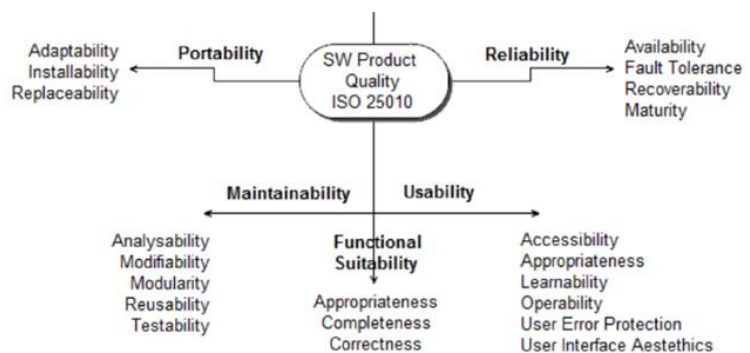 Adaptability
Installability
Replaceability
Portability
SW Product
Quality
ISO 25010
Reliability
Availability
Fault Tolerance
Recoverability
Maturity
Maintainability
Usability
Analysability
Modifiability
Modularity
Reusability
Testability
Functional
Suitability
Appropriateness
Completeness
Correctness
Accessibility
Appropriateness
Learnability
Operability
User Error Protection
User Interface Aestethics